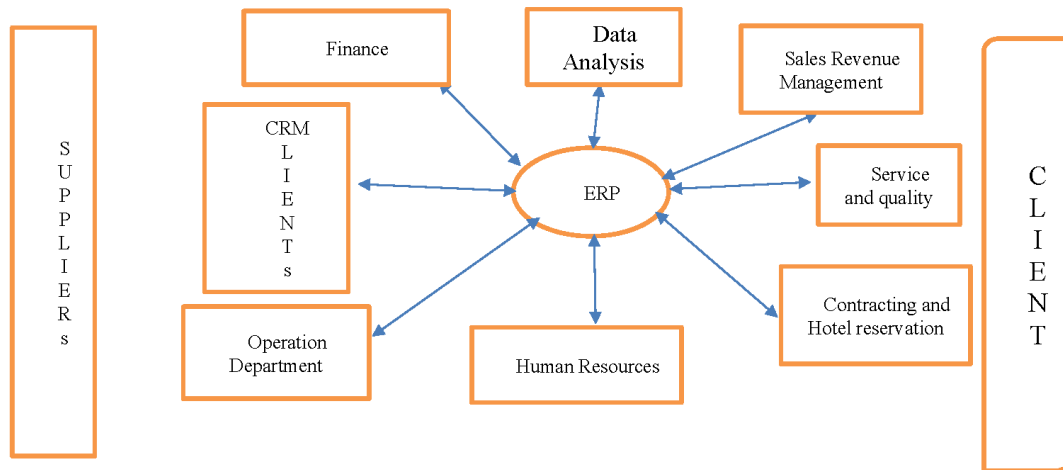 S
U
P
P
L
I
E
R
s
Finance
Data
Analysis
Sales Revenue
Management
CRM
L
I
E
N
T
s
ERP
Service
and quality
Operation
Department
Human Resources
Contracting and
Hotel reservation
C
L
I
E
N
T